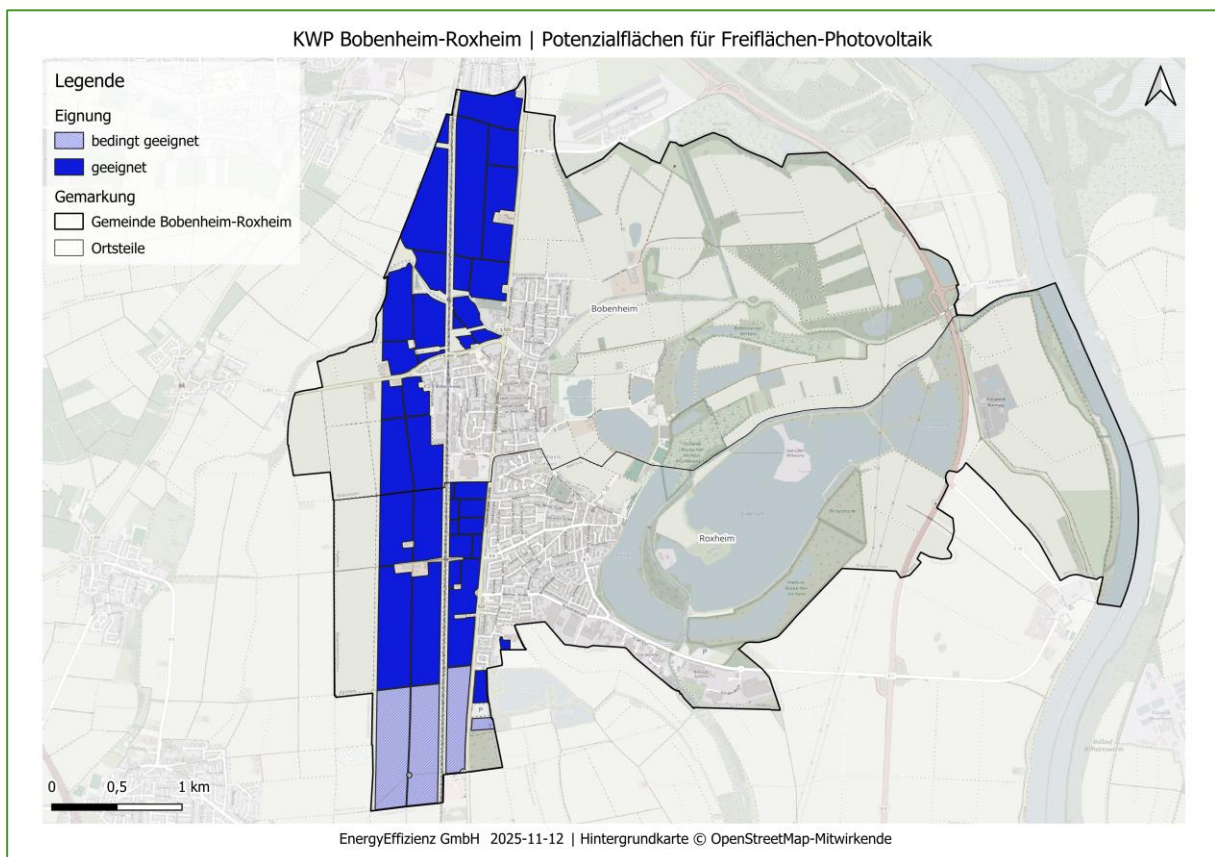 KWP Bobenheim-Roxheim | Potenzialflächen für Freiflächen-Photovoltaik
Legende
Eignung
bedingt geeignet
geeignet
Gemarkung
Gemeinde Bobenheim-Roxheim
Ortsteile
Bobenheim
Roxheim
P
P
0 0,5 1 km
EnergyEffizienz GmbH 2025-11-12 | Hintergrundkarte © OpenStreetMap-Mitwirkende